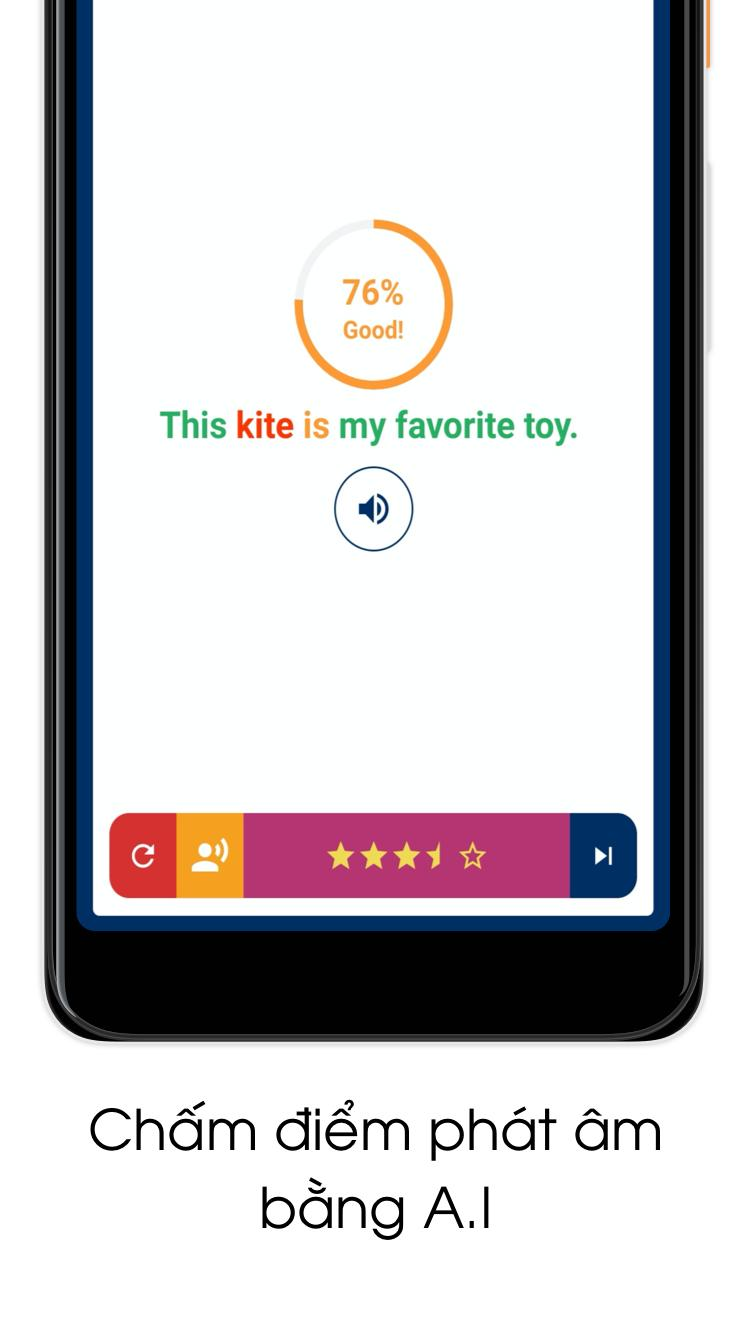 76%
Good!
This kite is my favorite toy.
Chấm điểm phát âm
bằng A.I